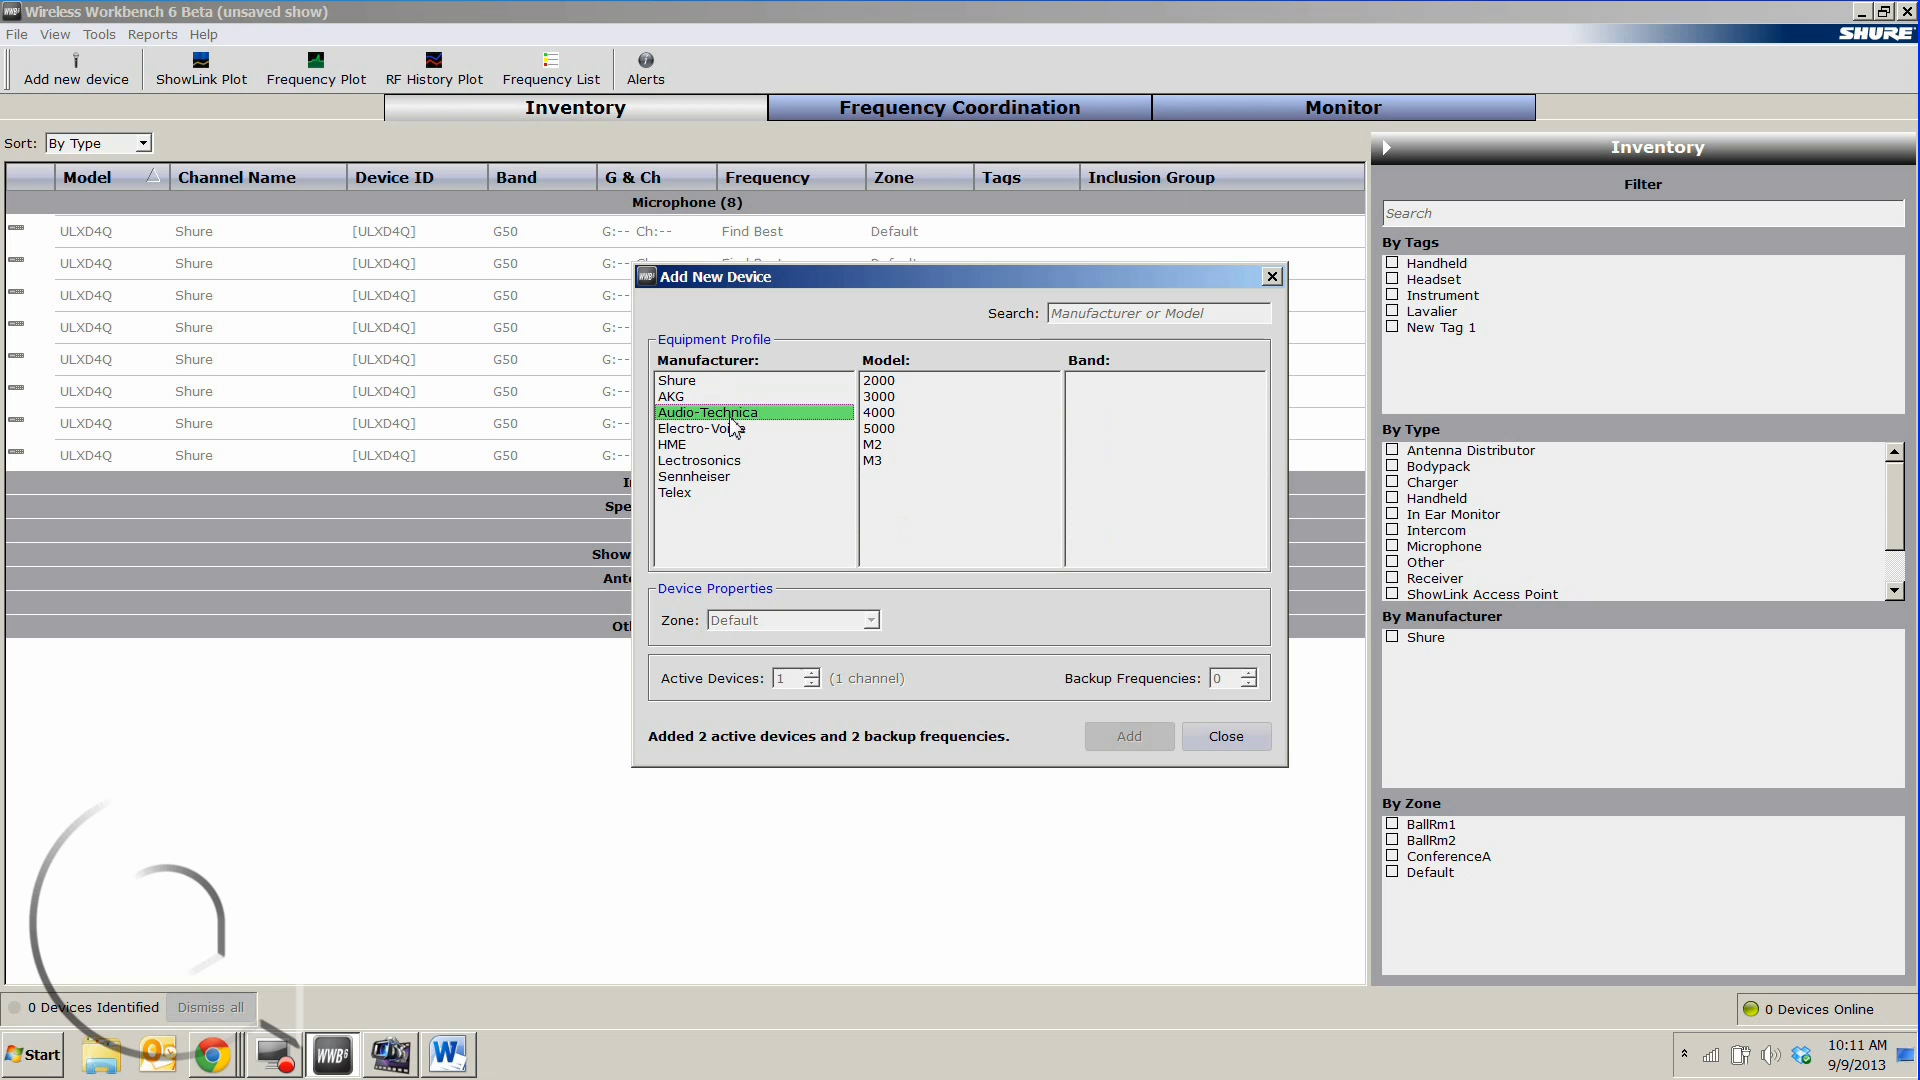 Wireless Workbench 6 Beta (unsaved show)
File View Tools Reports Help
SHURE
Add new device ShowLink Plot Frequency Plot RF History Plot Frequency List Alerts
Inventory Frequency Coordination Monitor
Sort: By Type
Model Channel Name Device ID Band G & Ch Frequency Zone Tags Inclusion Group
Microphone (8)
ULXD4Q Shure [ULXD4Q] G50 G:-- Ch:-- Find Best Default
ULXD4Q Shure [ULXD4Q] G50 G:--
ULXD4Q Shure [ULXD4Q] G50 G:--
ULXD4Q Shure [ULXD4Q] G50 G:--
ULXD4Q Shure [ULXD4Q] G50 G:--
ULXD4Q Shure [ULXD4Q] G50 G:--
ULXD4Q Shure [ULXD4Q] G50 G:--
ULXD4Q Shure [ULXD4Q] G50 G:--
Spe
Show
Ante
Add New Device
Search: Manufacturer or Model
Equipment Profile
Manufacturer: Model: Band:
Shure 2000
AKG 3000
Audio-Technica 4000
Electro-Voice 5000
HME M2
Lectrosonics M3
Sennheiser
Telex
Device Properties
Zone: Default
Active Devices: 1 (1 channel) Backup Frequencies: 0
Added 2 active devices and 2 backup frequencies. Add Close
Inventory
Filter
Search
By Tags
Handheld
Headset
Instrument
Lavalier
New Tag 1
By Type
Antenna Distributor
Bodypack
Charger
Handheld
In Ear Monitor
Intercom
Microphone
Other
Receiver
ShowLink Access Point
By Manufacturer
Shure
By Zone
BallRm1
BallRm2
ConferenceA
Default
0 Devices Identified Dismiss all
0 Devices Online
Start WWB6
10:11 AM
9/9/2013